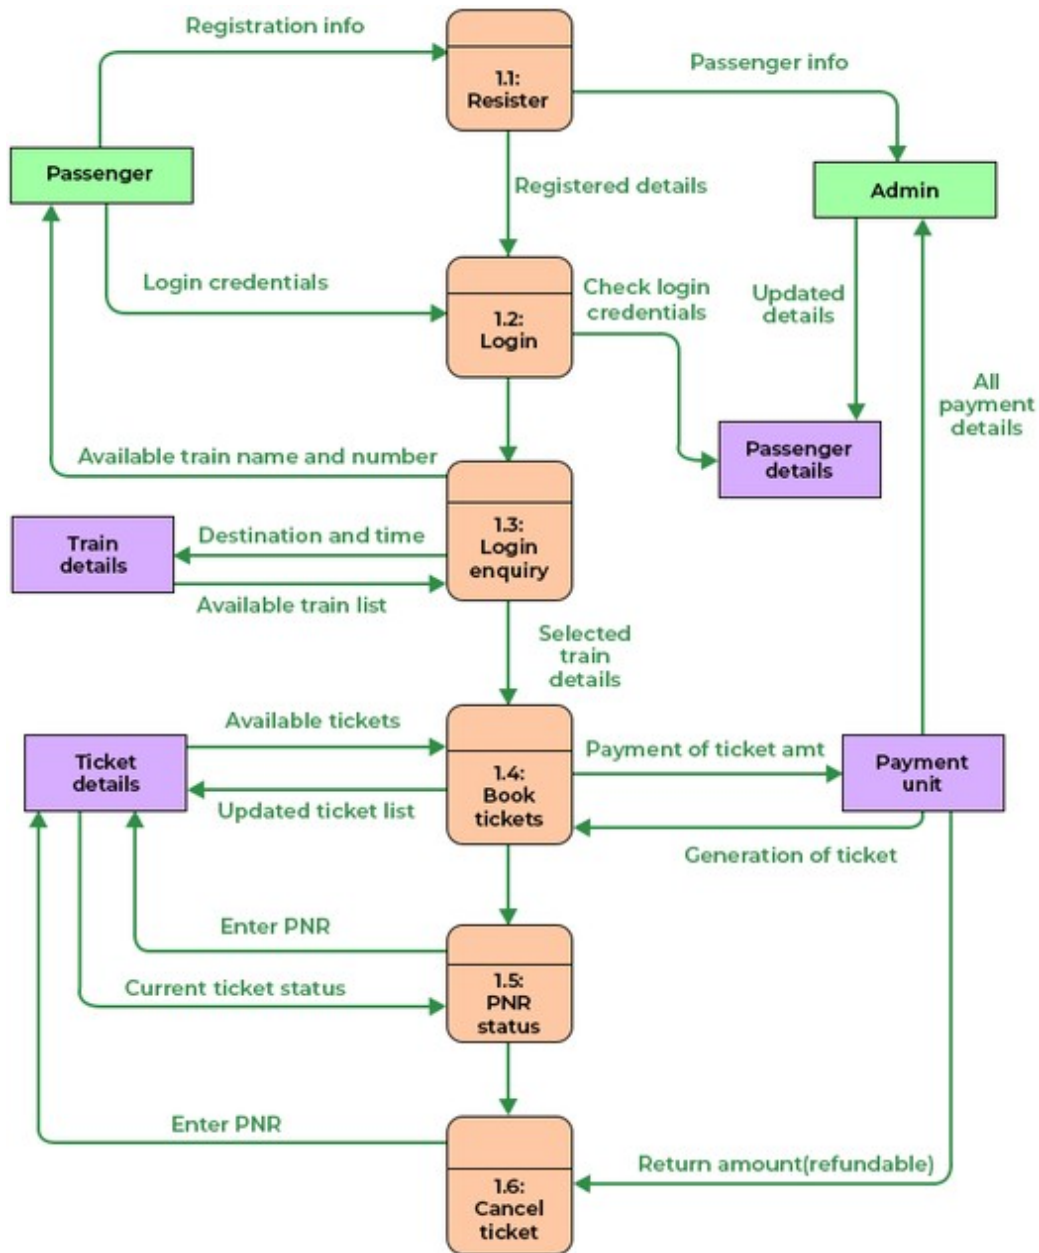 Registration info
1.1:
Resister
Passenger info
Passenger
Admin
Registered details
Login credentials
1.2:
Login
Check login
credentials
Updated
details
All
payment
details
Available train name and number
Passenger
details
1.3:
Login
enquiry
Train
details
Destination and time
Available train list
Selected
train
details
Available tickets
Ticket
details
Updated ticket list
1.4:
Book
tickets
Payment of ticket amt
Payment
unit
Generation of ticket
Enter PNR
Current ticket status
1.5:
PNR
status
Enter PNR
1.6:
Cancel
ticket
Return amount(refundable)